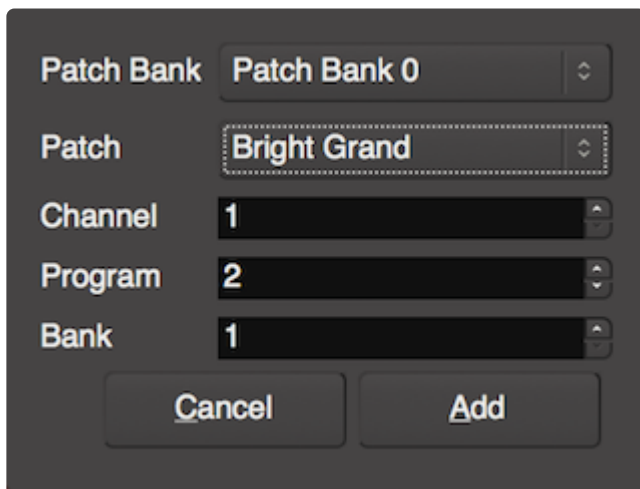 Patch Bank Patch Bank 0
Patch Bright Grand
Channel 1
Program 2
Bank 1
Cancel Add